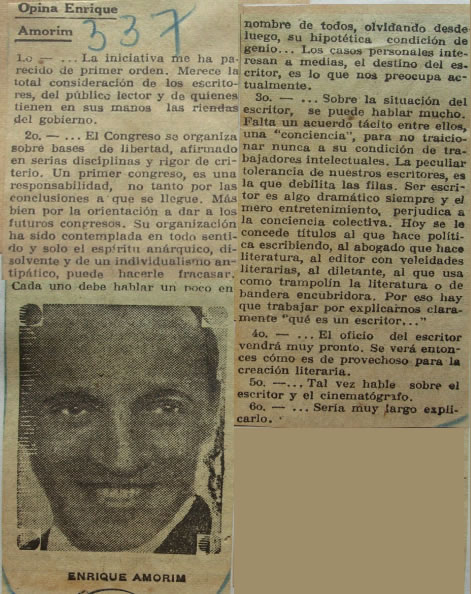 Opina Enrique
Amorim
337
1.o — ... La iniciativa me ha pa-
recido de primer orden. Merece la
total consideración de los escrito-
res, del público lector y de quienes
tienen en sus manos las riendas
del gobierno.
2o. — ... El Congreso se organiza
sobre bases de libertad, afirmado
en serias disciplinas y rigor de cri-
terio. Un primer congreso, es una
responsabilidad, no tanto por las
conclusiones a que se llegue. Más
bien por la orientación a dar a los
futuros congresos. Su organización
ha sido contemplada en todo senti-
do y solo el espíritu anárquico, di-
solvente y de un individualismo an-
tipático, puede hacerle fracasar.
Cada uno debe hablar un poco en
ENRIQUE AMORIM
nombre de todos, olvidando desde
luego, su hipotética condición de
genio... Los casos personales inte-
resan a medias, el destino del es-
critor, es lo que nos preocupa ac-
tualmente.
3o. — ... Sobre la situación del
escritor, se puede hablar mucho.
Falta un acuerdo tácito entre ellos,
una "conciencia", para no traicio-
nar nunca a su condición de tra-
bajadores intelectuales. La peculiar
tolerancia de nuestros escritores, es
la que debilita las filas. Ser escri-
tor es algo dramático siempre y el
mero entretenimiento, perjudica a
la conciencia colectiva. Hoy se le
concede títulos al que hace políti-
ca escribiendo, al abogado que hace
literatura, al editor con veleidades
literarias, al diletante, al que usa
como trampolín la literatura o de
bandera encubridora. Por eso hay
que trabajar por explicarnos clara-
mente "qué es un escritor..."
4o. — ... El oficio del escritor
vendrá muy pronto. Se verá enton-
ces cómo es de provechoso para la
creación literaria.
5o. —... Tal vez hable sobre el
escritor y el cinematógrafo.
6o. — ... Sería muy largo expli-
carlo.